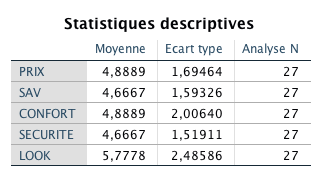 Statistiques descriptives
Moyenne Ecart type Analyse N
PRIX 4,8889 1,69464 27
SAV 4,6667 1,59326 27
CONFORT 4,8889 2,00640 27
SECURITE 4,6667 1,51911 27
LOOK 5,7778 2,48586 27